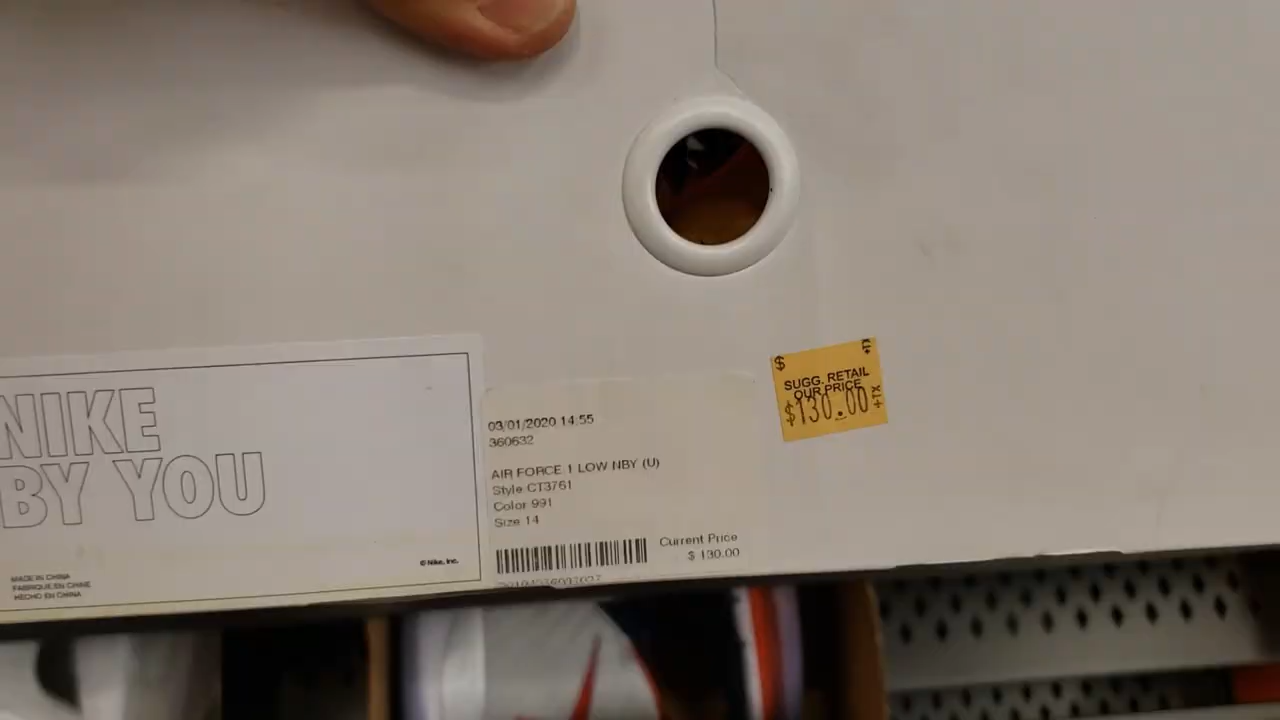 NIKE
BY YOU
© Nike, Inc.
MADE IN CHINA
FABRIQUE EN CHINE
HECHO EN CHINA
03/01/2020 14:55
360632
AIR FORCE 1 LOW NBY (U)
Style CT3761
Color 991
Size 14
Current Price
$ 130.00
$
SUGG. RETAIL
OUR PRICE
$130.00
+TX